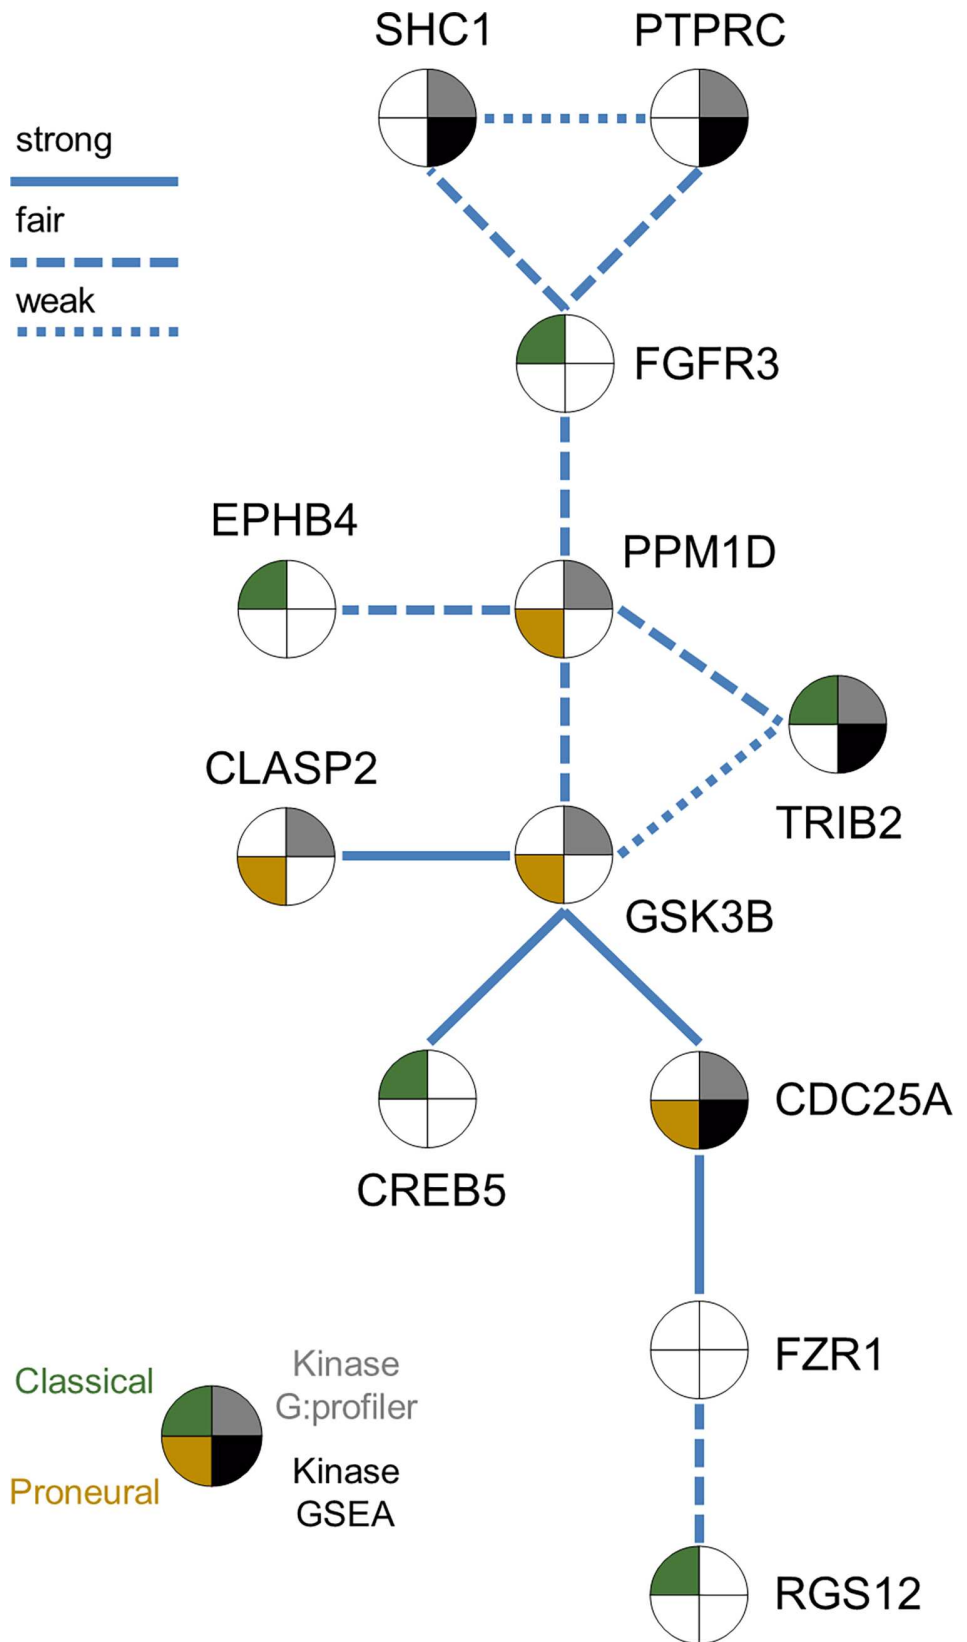 SHC1
PTPRC
strong
fair
weak
FGFR3
EPHB4
PPM1D
CLASP2
TRIB2
GSK3B
CDC25A
CREB5
FZR1
Classical
Kinase
G:profiler
Proneural
Kinase
GSEA
RGS12